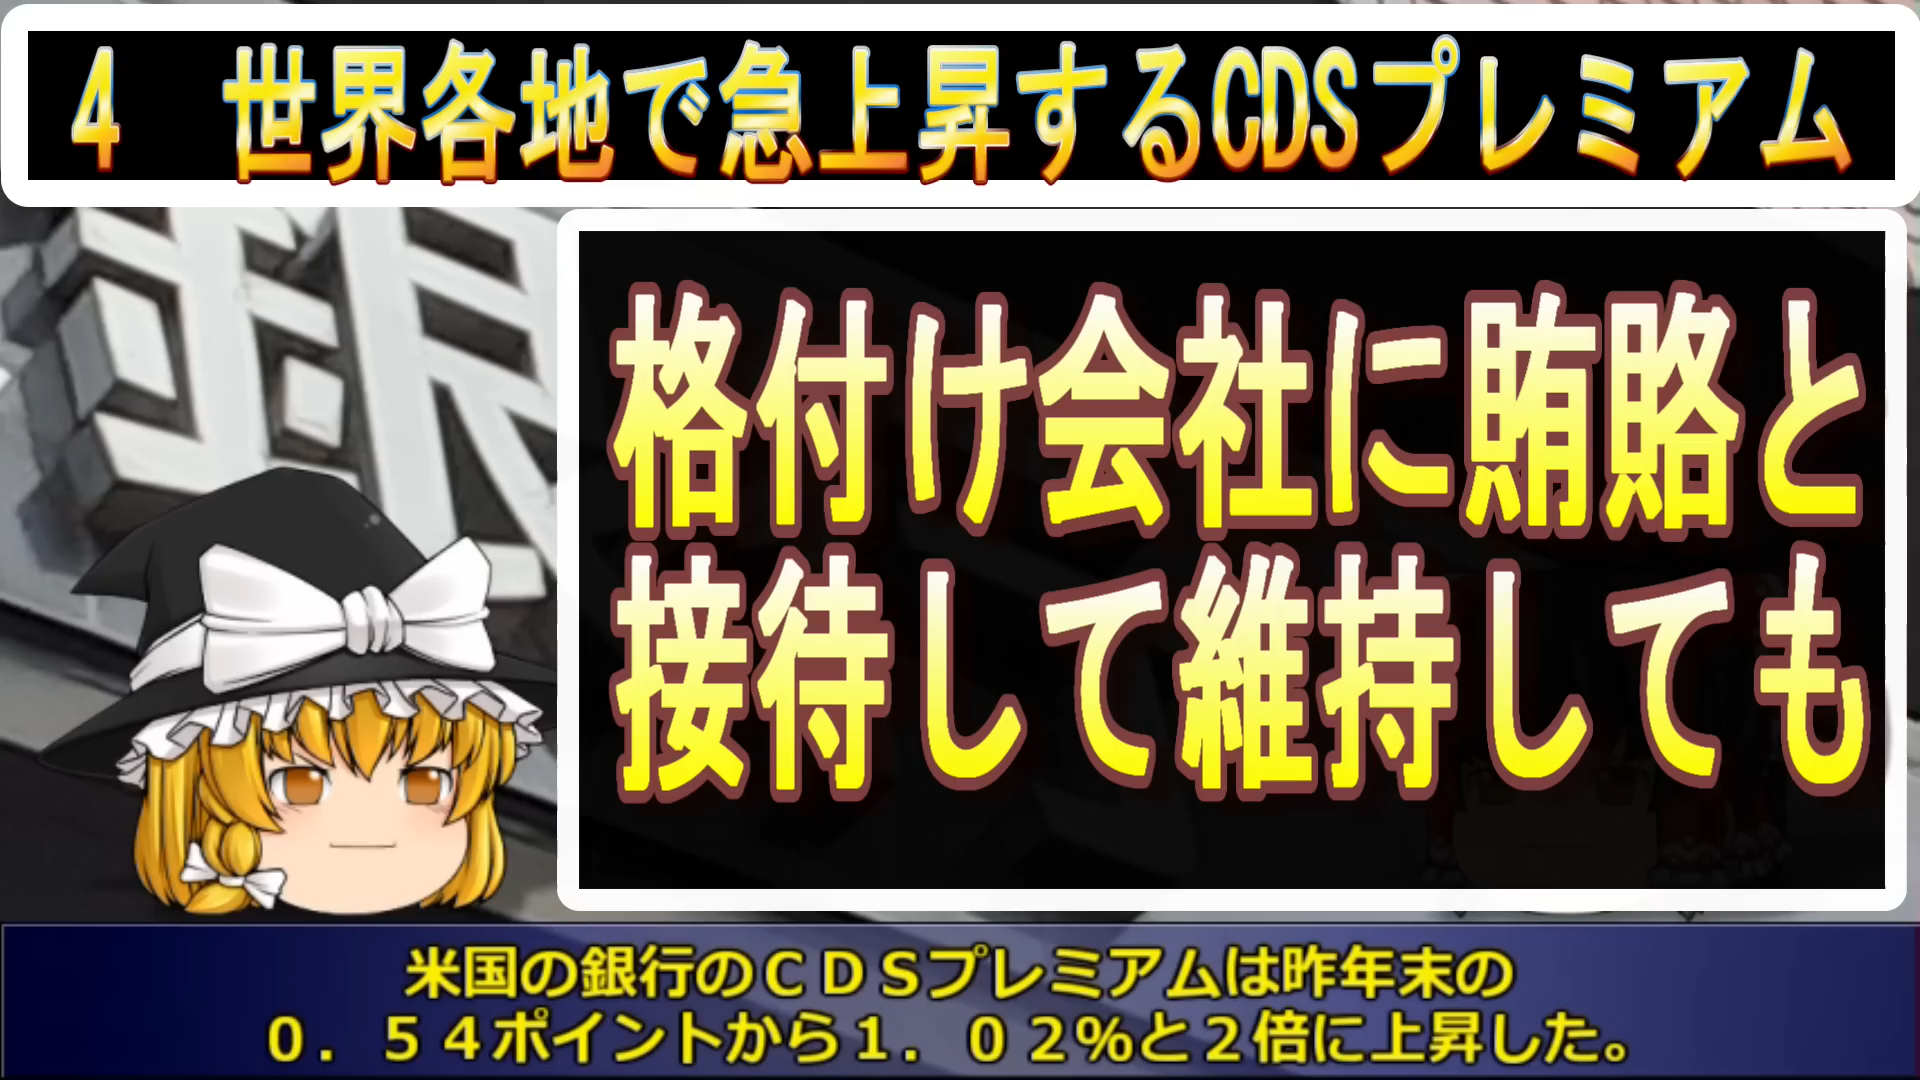 4　世界各地で急上昇するCDSプレミアム
銀
格付け会社に賄賂と
接待して維持しても
米国の銀行のＣＤＳプレミアムは昨年末の
０．５４ポイントから１．０２％と２倍に上昇した。